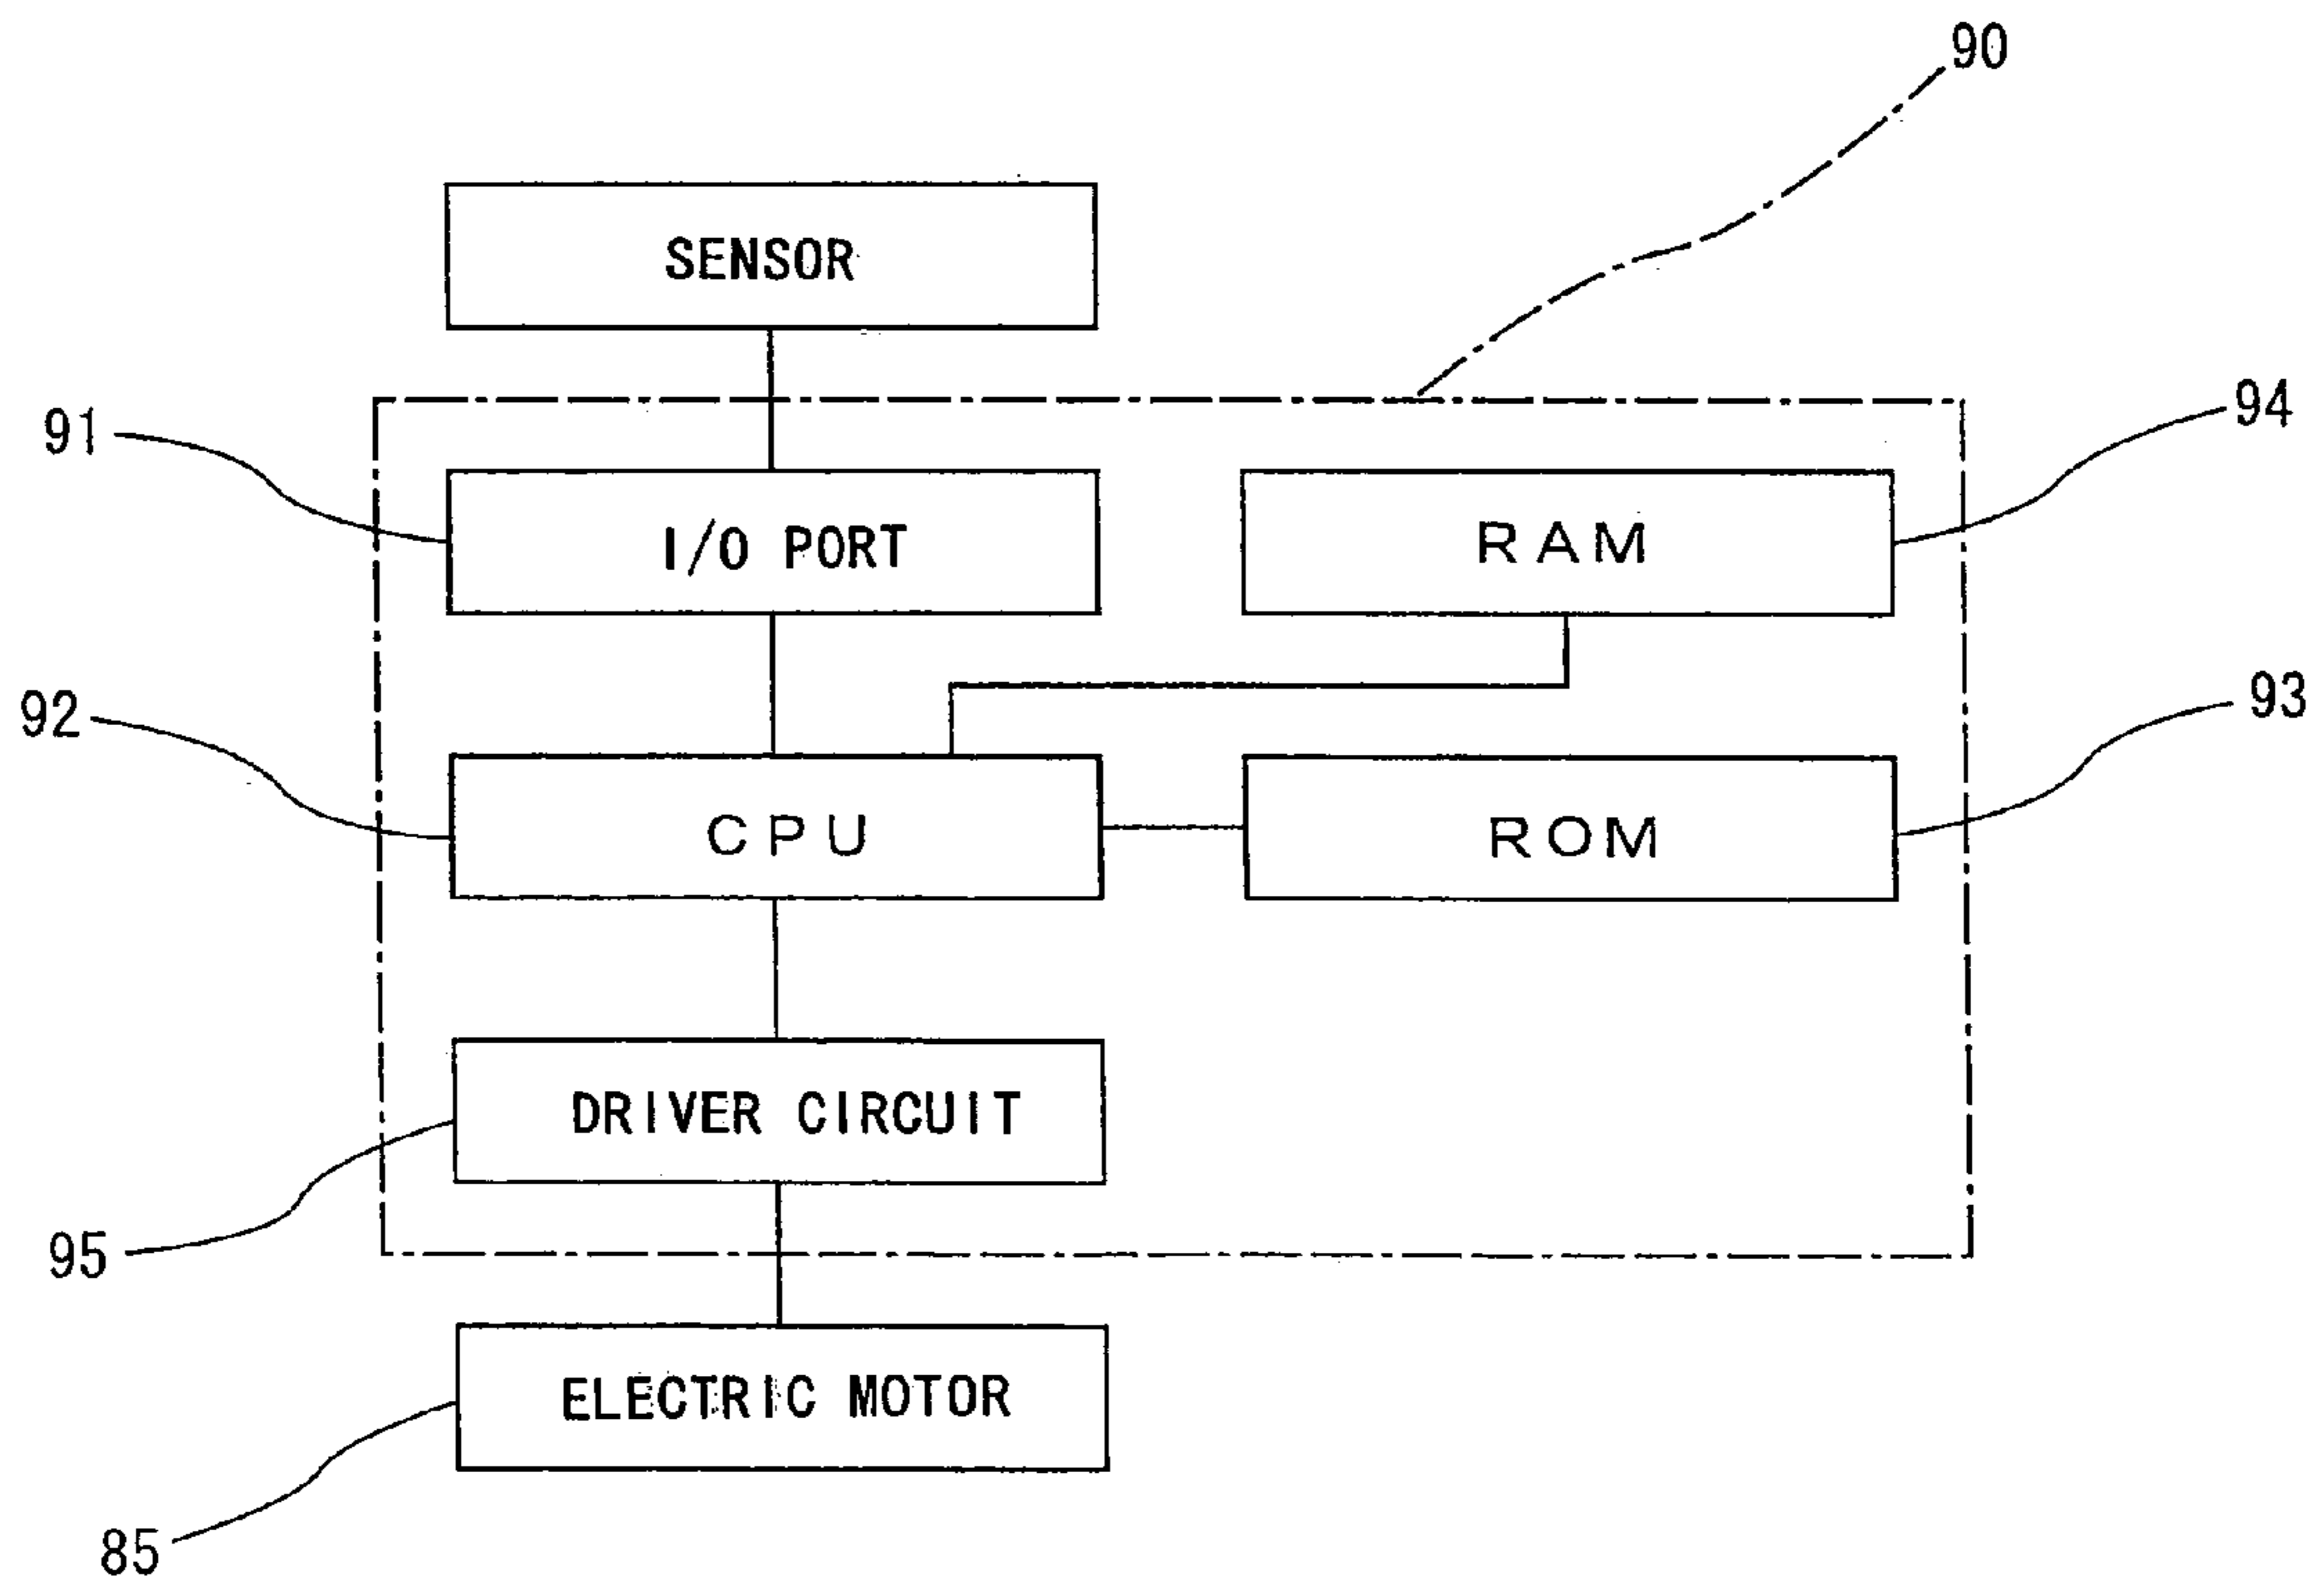 90
SENSOR
91
94
I/O PORT
RAM
92
93
CPU
ROM
DRIVER CIRCUIT
95
ELECTRIC MOTOR
85